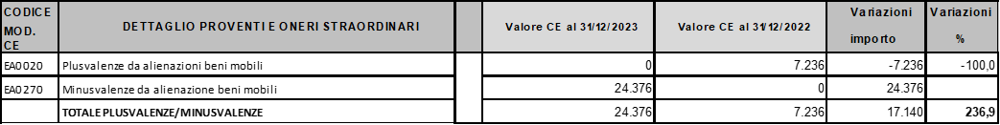 CODICE MOD. CE DETTAGLIO PROVENTI E ONERI STRAORDINARI Valore CE al 31/12/2023 Valore CE al 31/12/2022 Variazioni importo Variazioni %
EA0020 Plusvalenze da alienazioni beni mobili 0 7.236 -7.236 -100,0
EA0270 Minusvalenze da alienazione beni mobili 24.376 0 24.376
TOTALE PLUSVALENZE/MINUSVALENZE 24.376 7.236 17.140 236,9